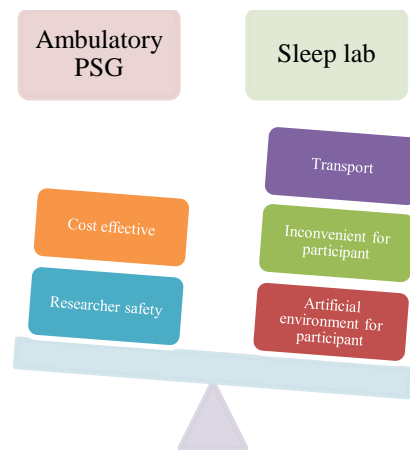 Ambulatory
PSG
Sleep lab
Transport
Cost effective
Inconvenient for
participant
Researcher safety
Artificial
environment for
participant